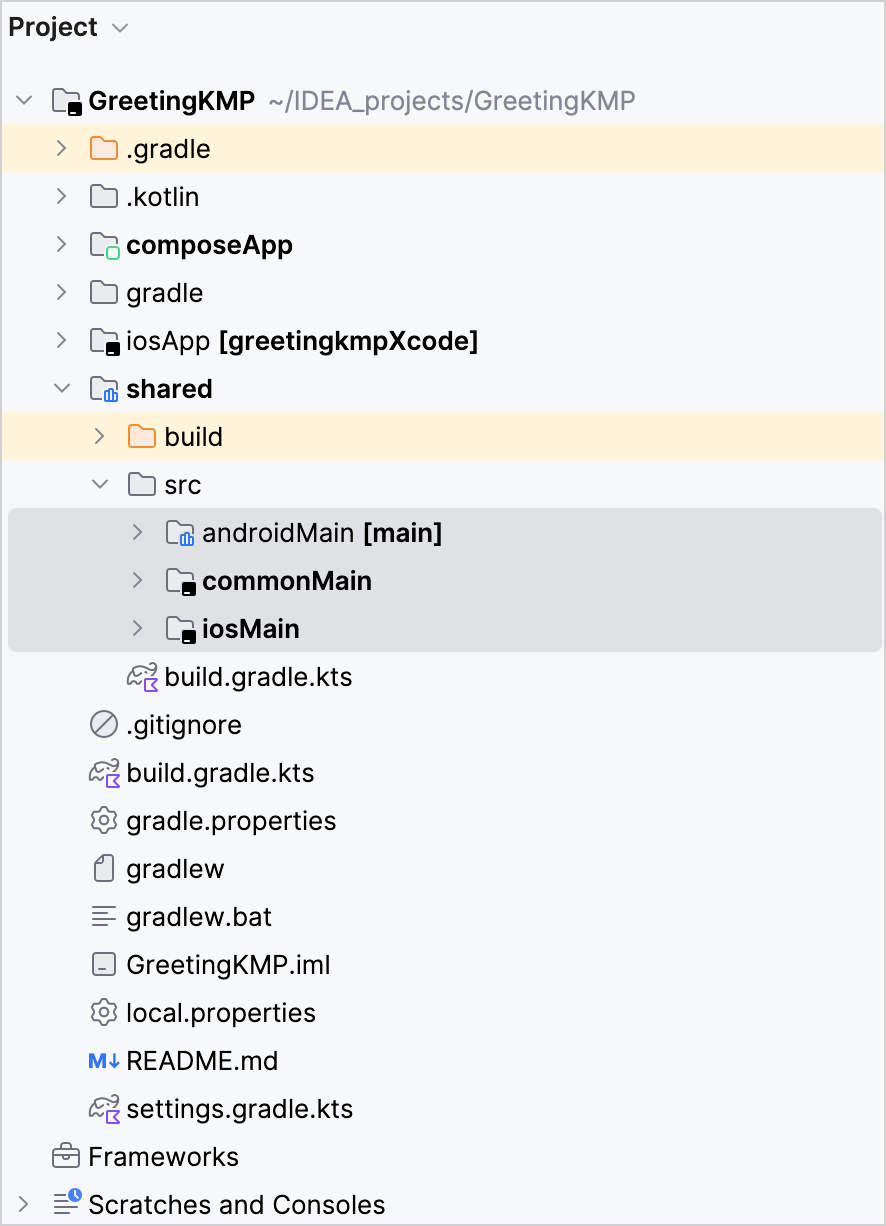 Project
GreetingKMP ~/IDEA_projects/GreetingKMP
.gradle
.kotlin
composeApp
gradle
iosApp [greetingkmpXcode]
shared
build
src
androidMain [main]
commonMain
iosMain
build.gradle.kts
.gitignore
build.gradle.kts
gradle.properties
gradlew
gradlew.bat
GreetingKMP.iml
local.properties
M↓ README.md
settings.gradle.kts
Frameworks
Scratches and Consoles